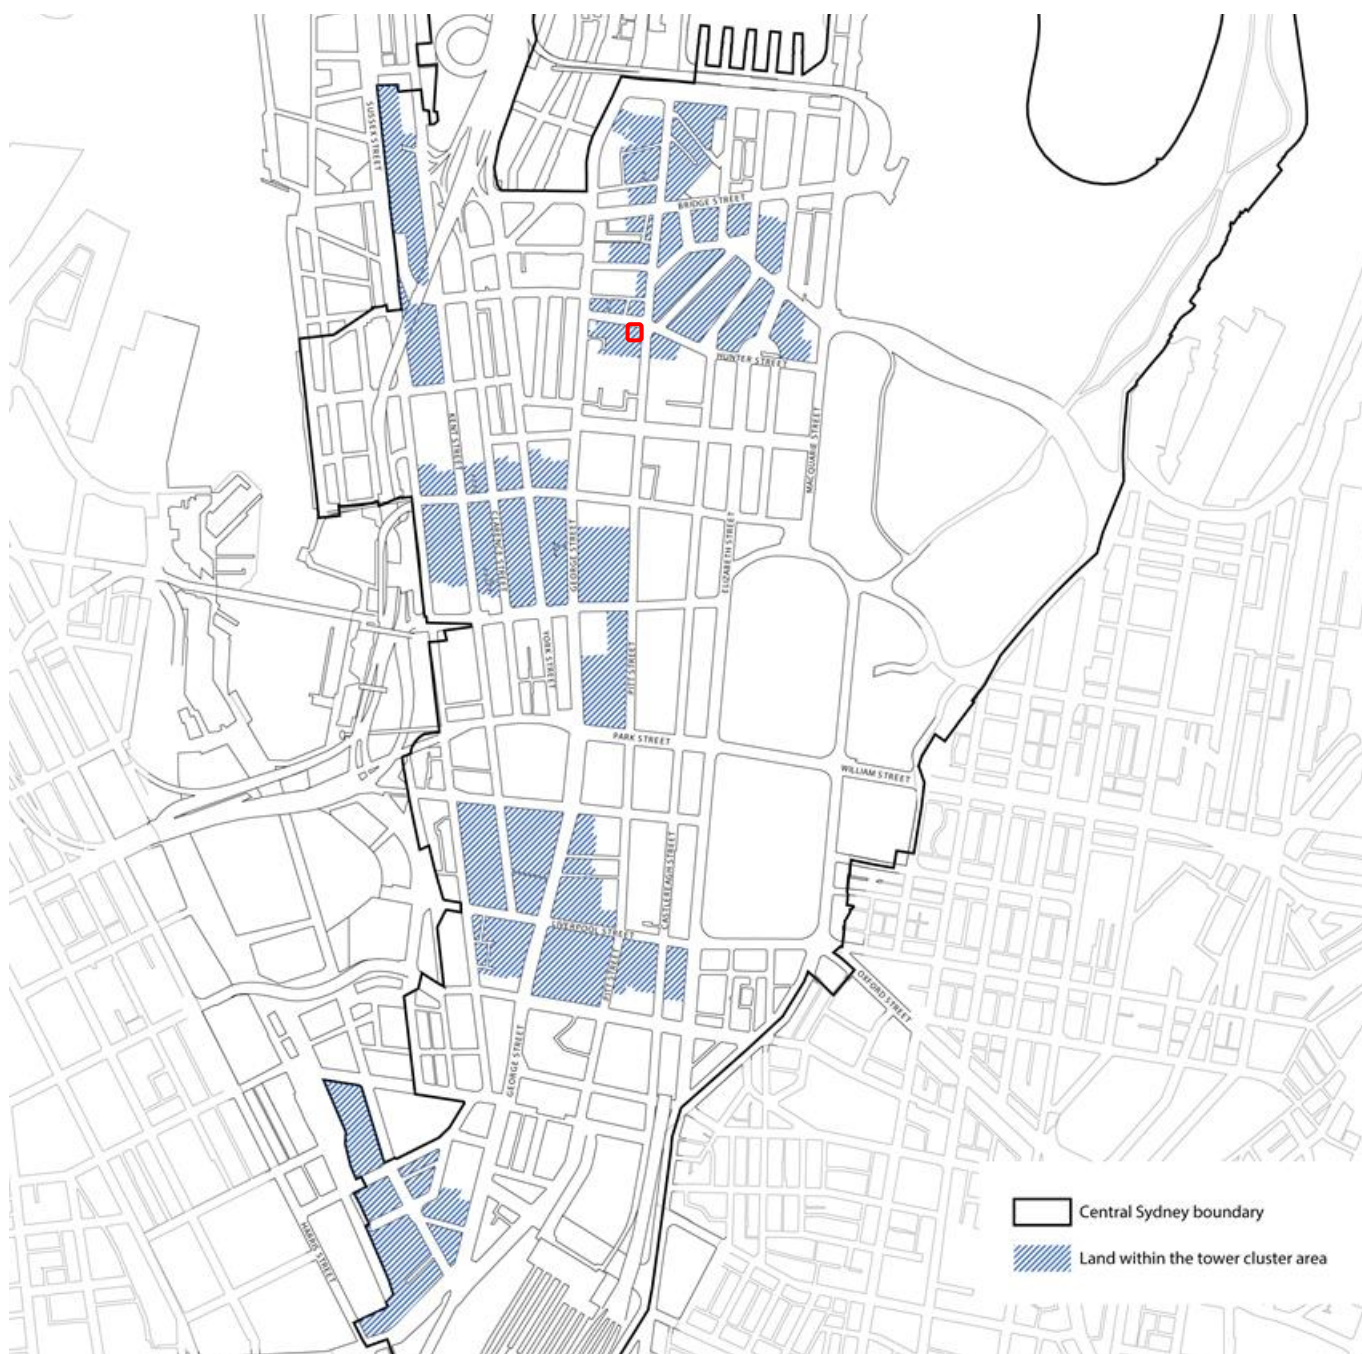 SUSSEX STREET
BRIDGE STREET
HUNTER STREET
KENT STREET
MACQUARIE STREET
CLARENCE STREET
GEORGE STREET
ELIZABETH STREET
YORK STREET
PITT STREET
PARK STREET
WILLIAM STREET
CASTLEREAGH STREET
LIVERPOOL STREET
PITT STREET
OXFORD STREET
GEORGE STREET
HARRIS STREET
Central Sydney boundary
Land within the tower cluster area